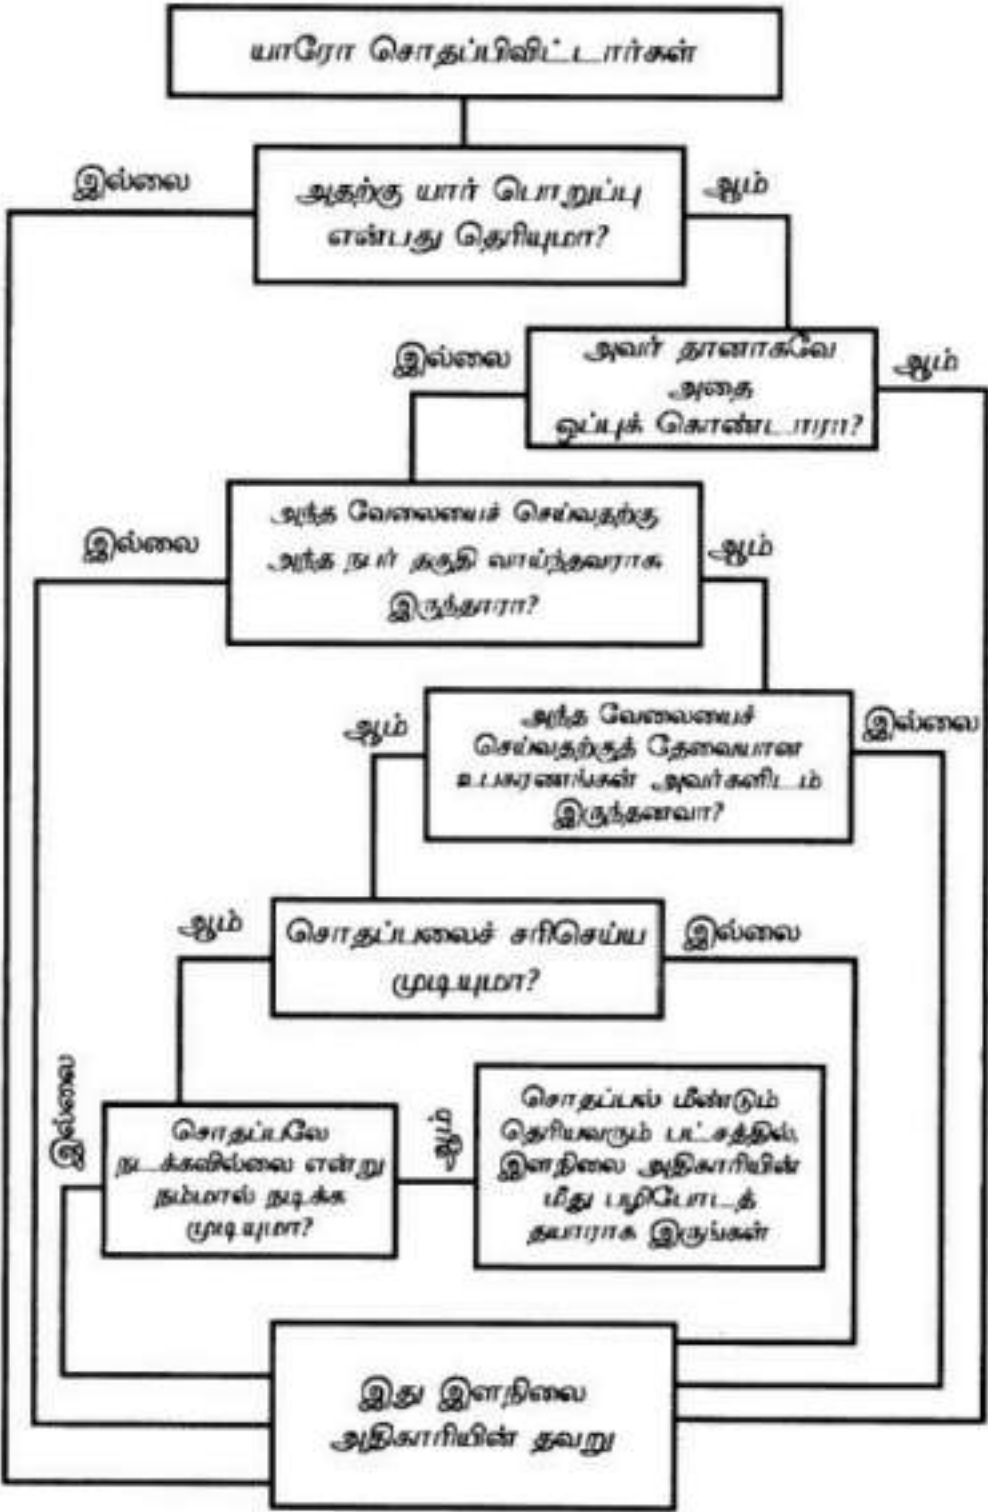 யாரோ சொதப்பிவிட்டார்கள்
இல்லை
அதற்கு யார் பொறுப்பு
என்பது தெரியுமா?
ஆம்
இல்லை
அவர் தானாகவே
அதை
ஒப்புக் கொண்டாரா?
ஆம்
இல்லை
அந்த வேலையைச் செய்வதற்கு
அந்த நபர் தகுதி வாய்ந்தவராக
இருந்தாரா?
ஆம்
ஆம்
அந்த வேலையைச்
செய்வதற்குத் தேவையான
உபகரணங்கள் அவர்களிடம்
இருந்தனவா?
இல்லை
ஆம்
சொதப்பலைச் சரிசெய்ய
முடியுமா?
இல்லை
இல்லை
சொதப்பலே
நடக்கவில்லை என்று
நம்மால் நடிக்க
முடியுமா?
ஆம்
சொதப்பல் மீண்டும்
தெரியவரும் பட்சத்தில்,
இளநிலை அதிகாரியின்
மீது பழிபோடத்
தயாராக இருங்கள்
இது இளநிலை
அதிகாரியின் தவறு